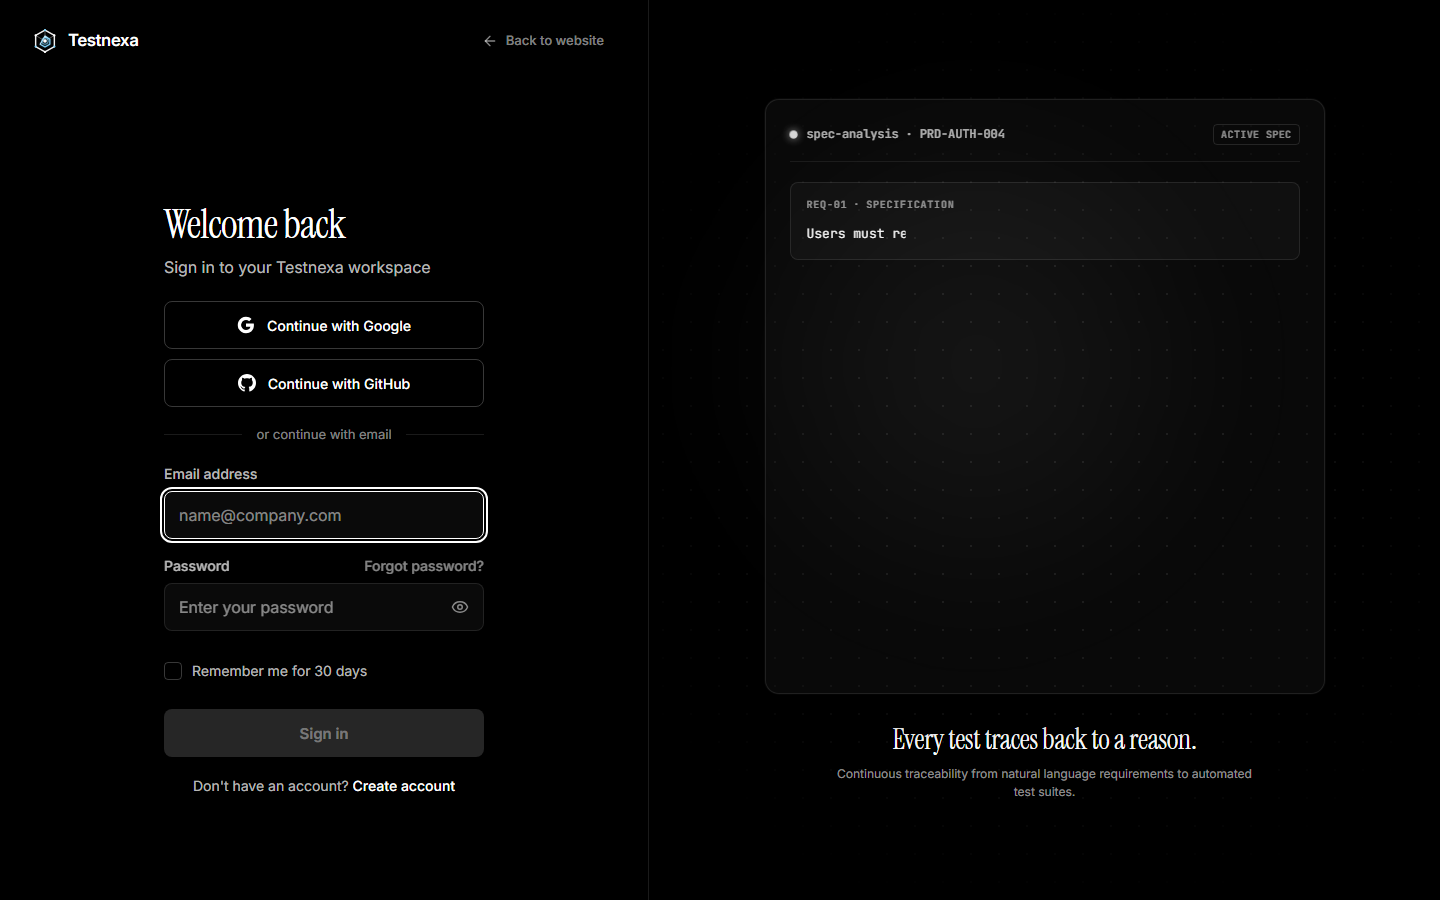 Testnexa
Back to website
Welcome back
Sign in to your Testnexa workspace
Continue with Google
Continue with GitHub
or continue with email
Email address
name@company.com
Password
Forgot password?
Enter your password
Remember me for 30 days
Sign in
Don't have an account? Create account
spec-analysis · PRD-AUTH-004
ACTIVE SPEC
REQ-01 · SPECIFICATION
Users must re
Every test traces back to a reason.
Continuous traceability from natural language requirements to automated
test suites.